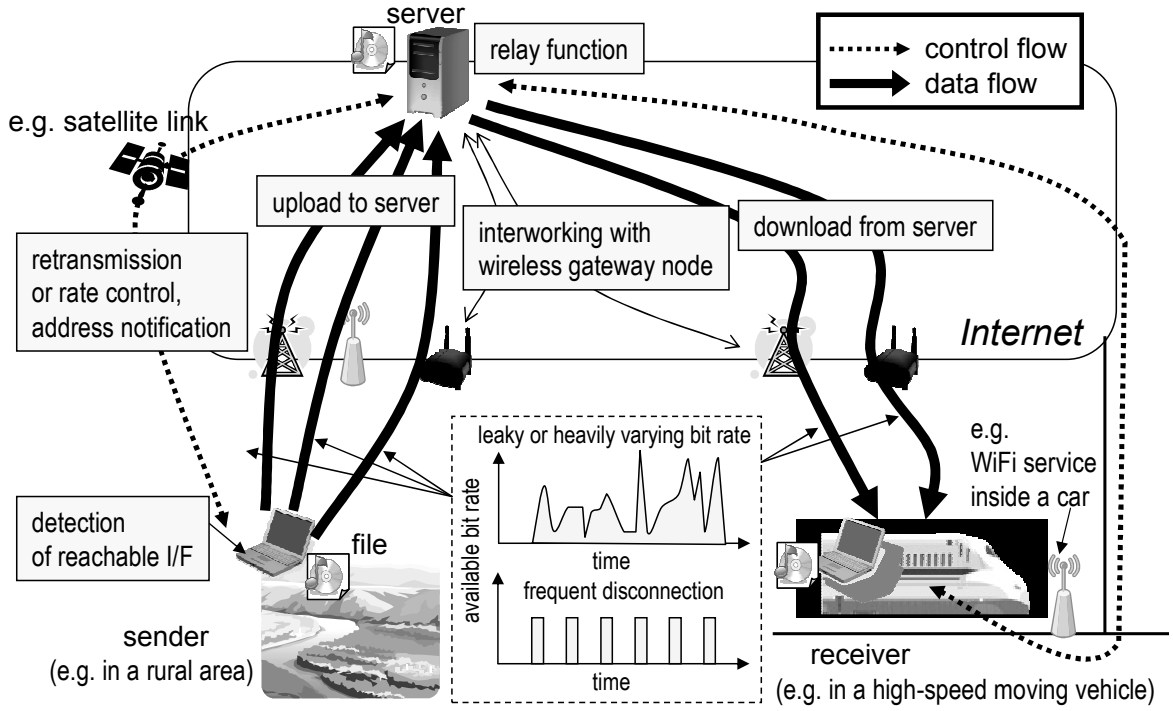 server
relay function
control flow
data flow
e.g. satellite link
upload to server
interworking with
wireless gateway node
download from server
retransmission
or rate control,
address notification
Internet
leaky or heavily varying bit rate
available bit rate
time
frequent disconnection
time
e.g.
WiFi service
inside a car
detection
of reachable I/F
file
sender
(e.g. in a rural area)
receiver
(e.g. in a high-speed moving vehicle)